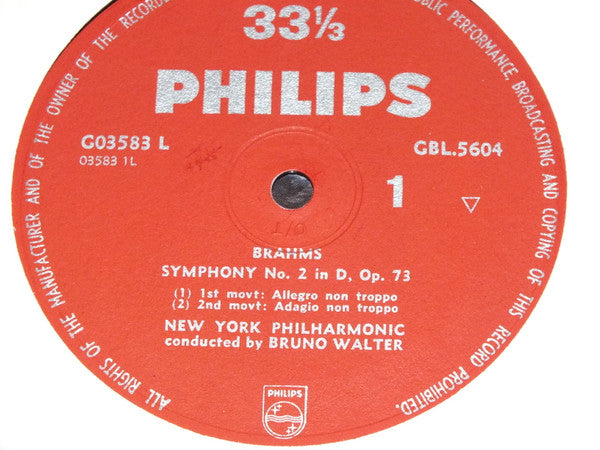 33⅓
PHILIPS
G03583 L
03583 1L
GBL.5604
1
BRAHMS
SYMPHONY No. 2 in D, Op. 73
(1) 1st movt: Allegro non troppo
(2) 2nd movt: Adagio non troppo
NEW YORK PHILHARMONIC
conducted by BRUNO WALTER
PHILIPS
ALL RIGHTS OF THE MANUFACTURER AND OF THE OWNER OF THE
PUBLIC PERFORMANCE, BROADCASTING AND COPYING OF THIS RECORD PROHIBITED.